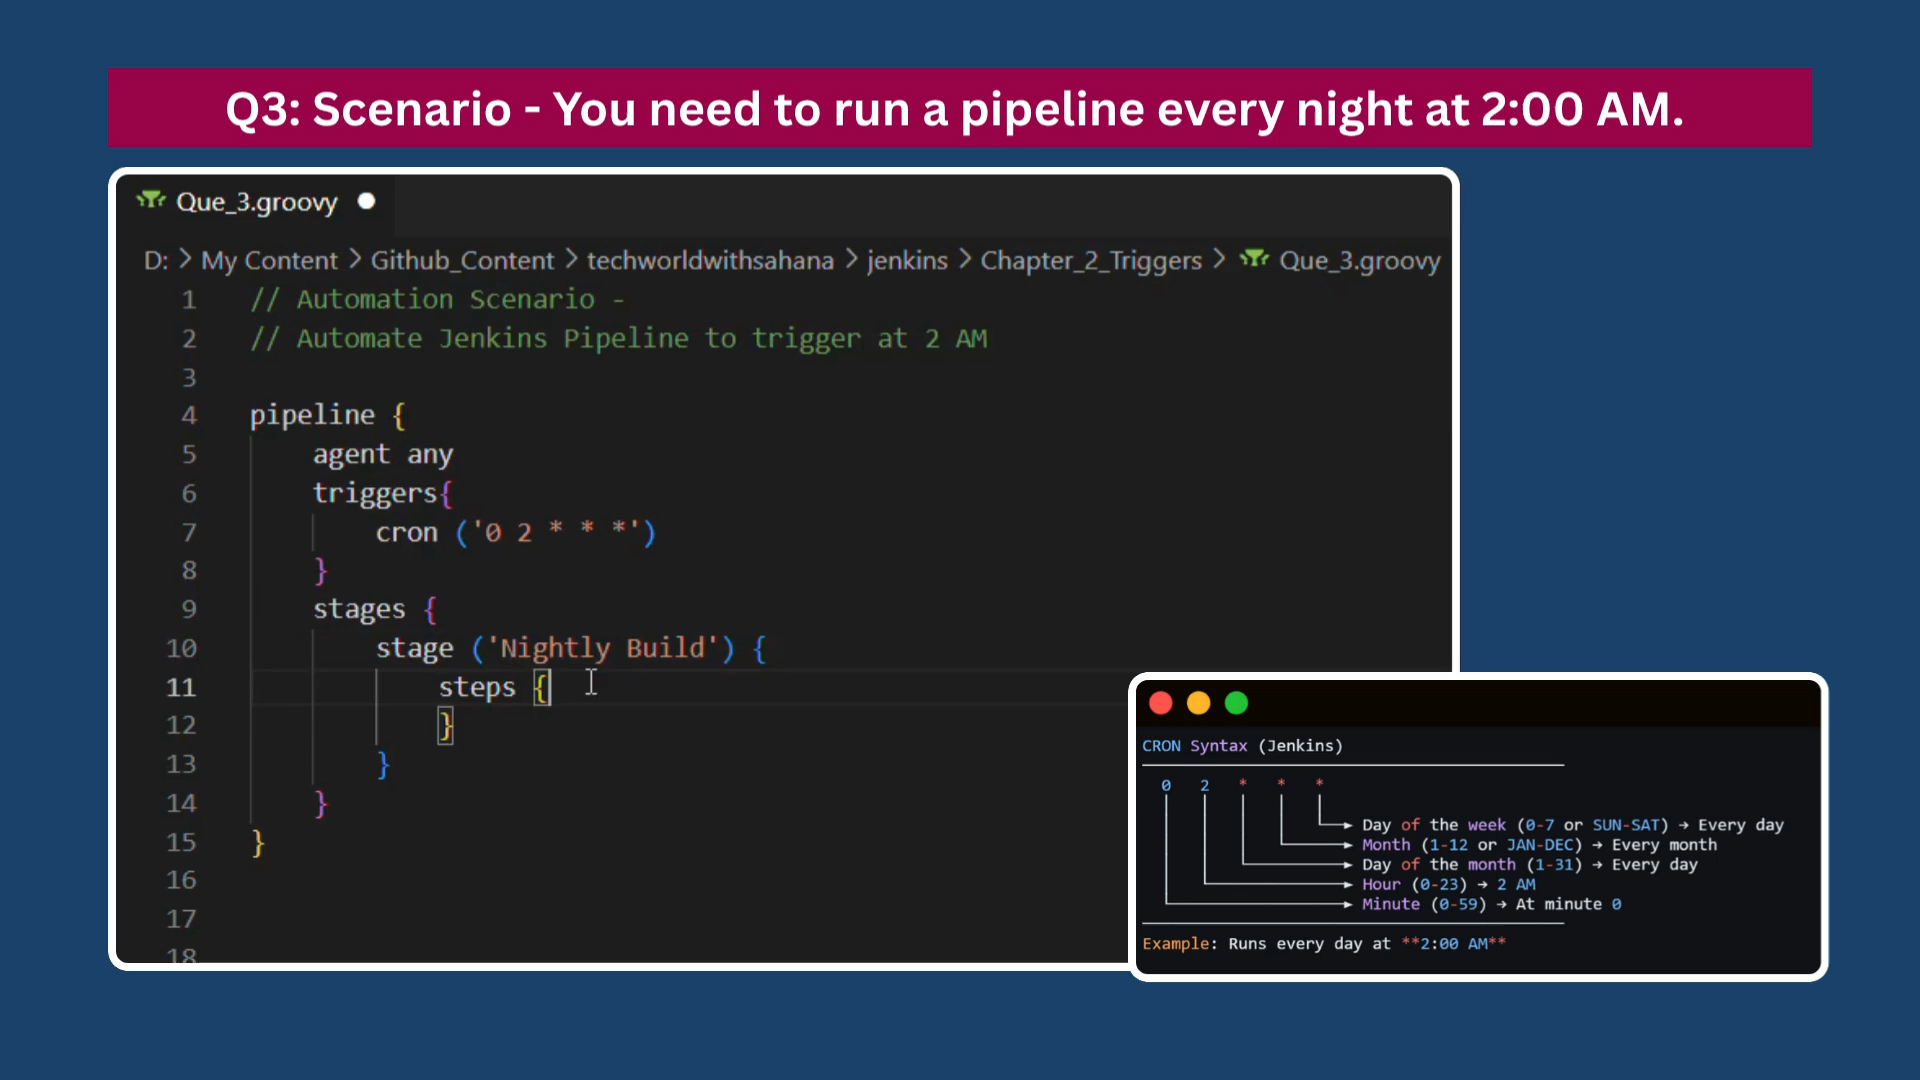 Q3: Scenario - You need to run a pipeline every night at 2:00 AM.
Que_3.groovy
D: > My Content > Github_Content > techworldwithsahana > jenkins > Chapter_2_Triggers > Que_3.groovy
1 // Automation Scenario -
2 // Automate Jenkins Pipeline to trigger at 2 AM
3
4 pipeline {
5 agent any
6 triggers{
7 cron ('0 2 * * *')
8 }
9 stages {
10 stage ('Nightly Build') {
11 steps {
12 }
13 }
14 }
15 }
16
17
18
CRON Syntax (Jenkins)
0 2 * * *
Day of the week (0-7 or SUN-SAT) → Every day
Month (1-12 or JAN-DEC) → Every month
Day of the month (1-31) → Every day
Hour (0-23) → 2 AM
Minute (0-59) → At minute 0
Example: Runs every day at **2:00 AM**